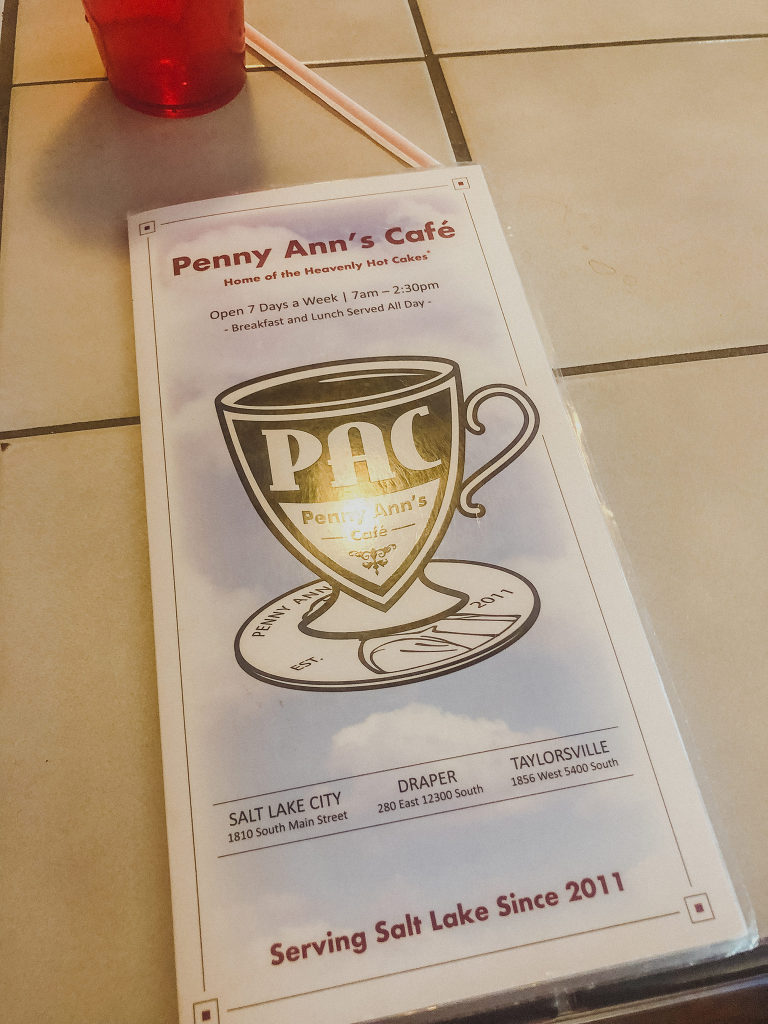 Penny Ann's Café
Home of the Heavenly Hot Cakes*
Open 7 Days a Week | 7am – 2:30pm
- Breakfast and Lunch Served All Day -
PAC
Penny Ann's
Café
PENNY ANN
EST.
2011
SALT LAKE CITY
1810 South Main Street
DRAPER
280 East 12300 South
TAYLORSVILLE
1856 West 5400 South
Serving Salt Lake Since 2011